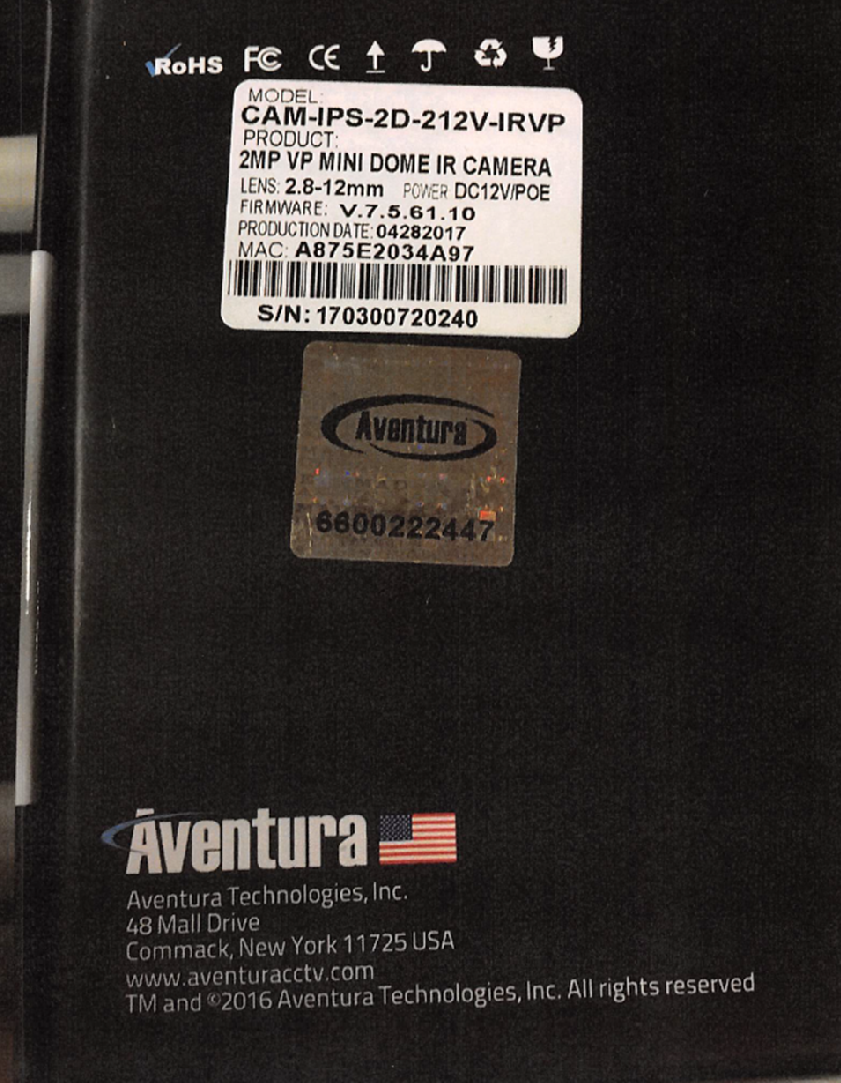 RoHS FC CE
MODEL:
CAM-IPS-2D-212V-IRVP
PRODUCT:
2MP VP MINI DOME IR CAMERA
LENS: 2.8-12mm POWER DC12V/POE
FIRMWARE: V.7.5.61.10
PRODUCTION DATE: 04282017
MAC: A875E2034A97
S/N: 170300720240
Aventura
6600222447
Aventura
Aventura Technologies, Inc.
48 Mall Drive
Commack, New York 11725 USA
www.aventuracctv.com
TM and ©2016 Aventura Technologies, Inc. All rights reserved